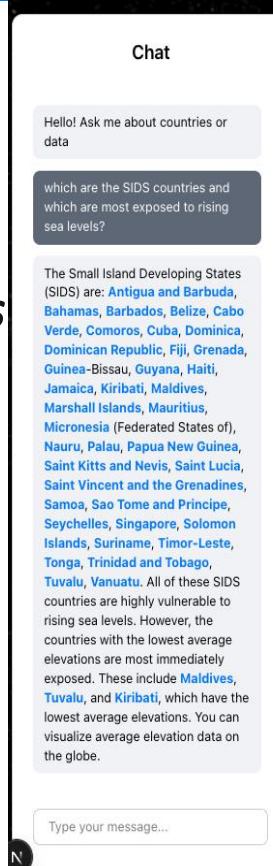 Chat
Hello! Ask me about countries or
data
which are the SIDS countries and
which are most exposed to rising
sea levels?
The Small Island Developing States
(SIDS) are: Antigua and Barbuda,
Bahamas, Barbados, Belize, Cabo
Verde, Comoros, Cuba, Dominica,
Dominican Republic, Fiji, Grenada,
Guinea-Bissau, Guyana, Haiti,
Jamaica, Kiribati, Maldives,
Marshall Islands, Mauritius,
Micronesia (Federated States of),
Nauru, Palau, Papua New Guinea,
Saint Kitts and Nevis, Saint Lucia,
Saint Vincent and the Grenadines,
Samoa, Sao Tome and Principe,
Seychelles, Singapore, Solomon
Islands, Suriname, Timor-Leste,
Tonga, Trinidad and Tobago,
Tuvalu, Vanuatu. All of these SIDS
countries are highly vulnerable to
rising sea levels. However, the
countries with the lowest average
elevations are most immediately
exposed. These include Maldives,
Tuvalu, and Kiribati, which have the
lowest average elevations. You can
visualize average elevation data on
the globe.
Type your message...
N